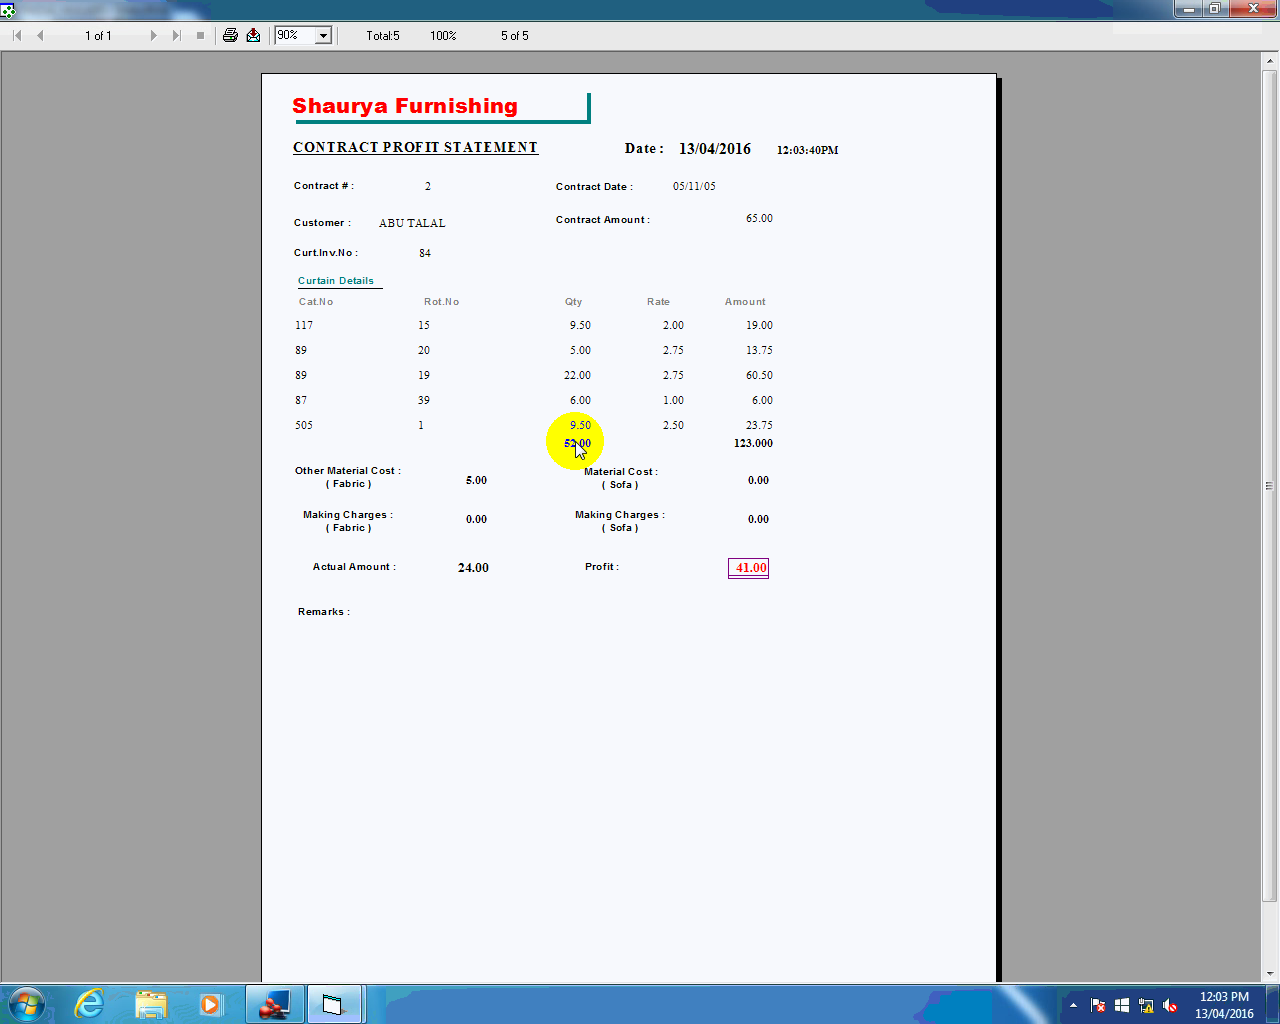 1 of 1 90% Total:5 100% 5 of 5
Shaurya Furnishing
CONTRACT PROFIT STATEMENT Date : 13/04/2016 12:03:40PM
Contract # : 2 Contract Date : 05/11/05
Customer : ABU TALAL Contract Amount : 65.00
Curt.Inv.No : 84
Curtain Details
Cat.No Rot.No Qty Rate Amount
117 15 9.50 2.00 19.00
89 20 5.00 2.75 13.75
89 19 22.00 2.75 60.50
87 39 6.00 1.00 6.00
505 1 9.50 2.50 23.75
52.00 123.000
Other Material Cost : 5.00 Material Cost : 0.00
( Fabric ) ( Sofa )
Making Charges : 0.00 Making Charges : 0.00
( Fabric ) ( Sofa )
Actual Amount : 24.00 Profit : 41.00
Remarks :
12:03 PM
13/04/2016